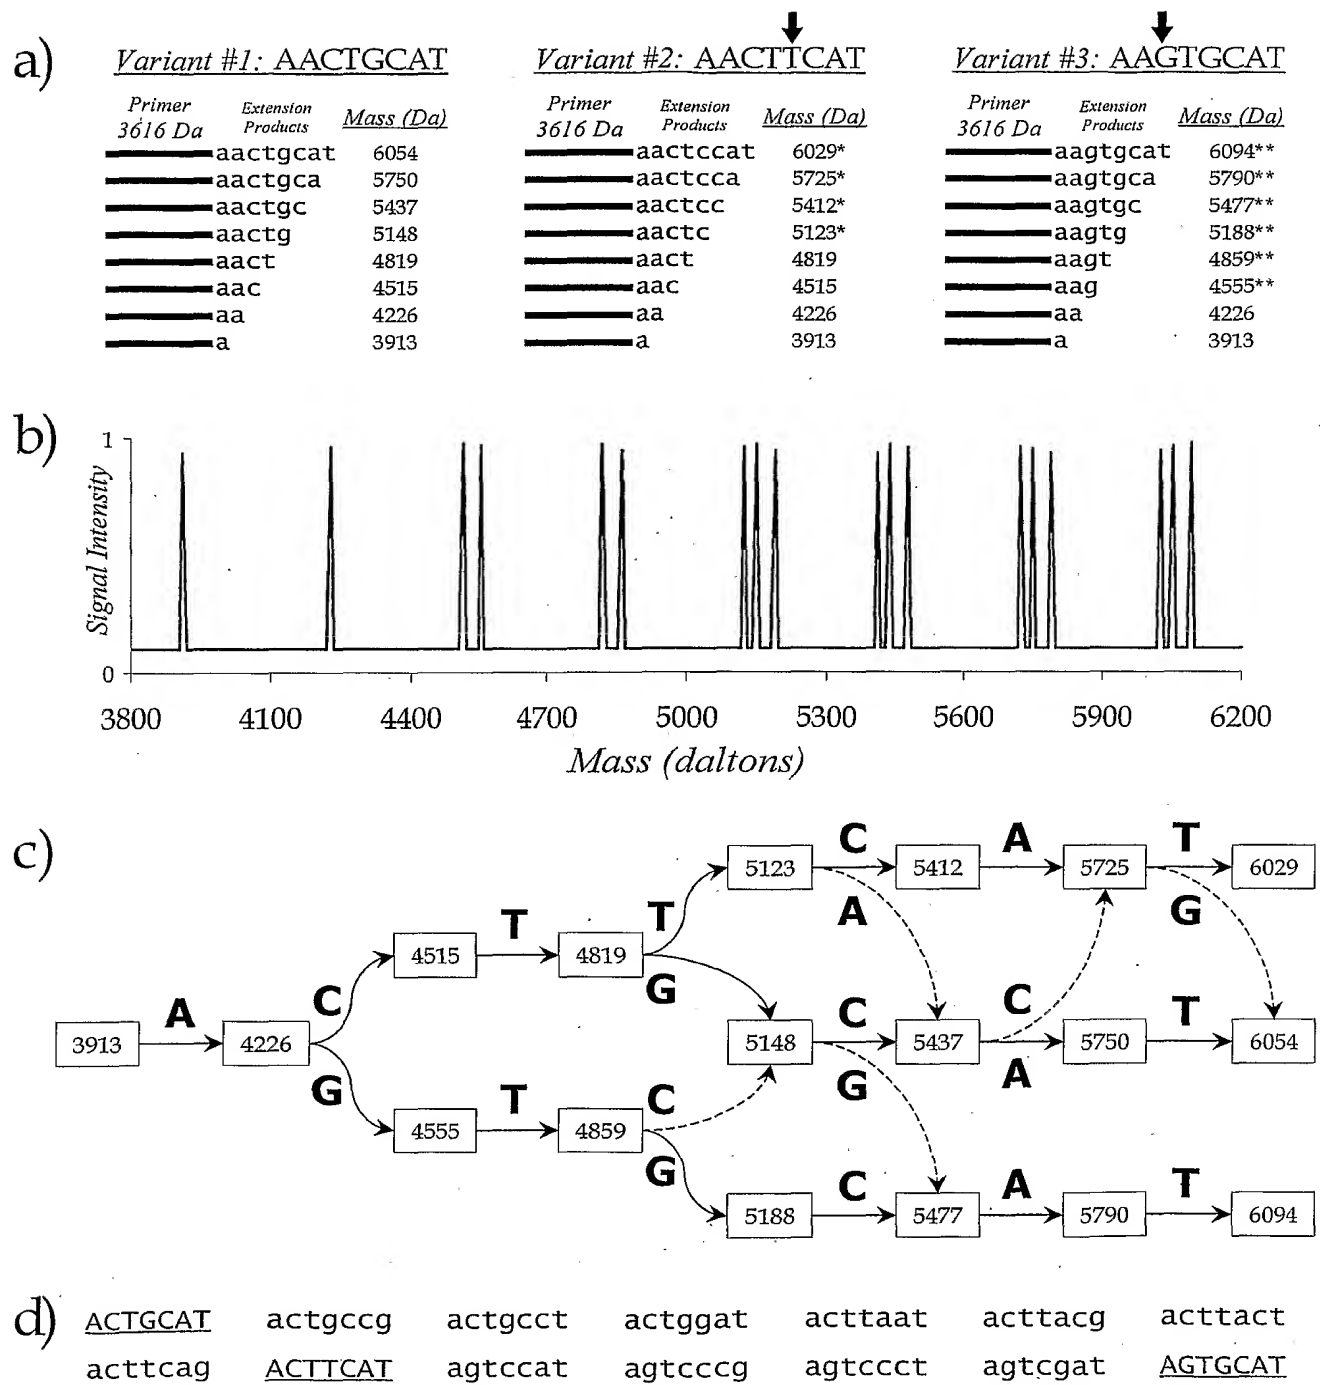 a)
Variant #1: AACTGCAT
Primer 3616 Da Extension Products Mass (Da)
aactgcat 6054
aactgca 5750
aactgc 5437
aactg 5148
aact 4819
aac 4515
aa 4226
a 3913
Variant #2: AACTTCAT
Primer 3616 Da Extension Products Mass (Da)
aactccat 6029*
aactcca 5725*
aactcc 5412*
aactc 5123*
aact 4819
aac 4515
aa 4226
a 3913
Variant #3: AAGTGCAT
Primer 3616 Da Extension Products Mass (Da)
aagtgcat 6094**
aagtgca 5790**
aagtgc 5477**
aagtg 5188**
aagt 4859**
aag 4555**
aa 4226
a 3913
b)
Signal Intensity
1
0
3800 4100 4400 4700 5000 5300 5600 5900 6200
Mass (daltons)
c)
C A T
5123 5412 5725 6029
T T A G
4515 4819
C G
A C C T
3913 4226 5148 5437 5750 6054
G T C G A
4555 4859
G C A T
5188 5477 5790 6094
d)
ACTGCAT actgccg actgcct actggat acttaat acttacg acttact
acttcag ACTTCAT agtccat agtcccg agtccct agtcgat AGTGCAT